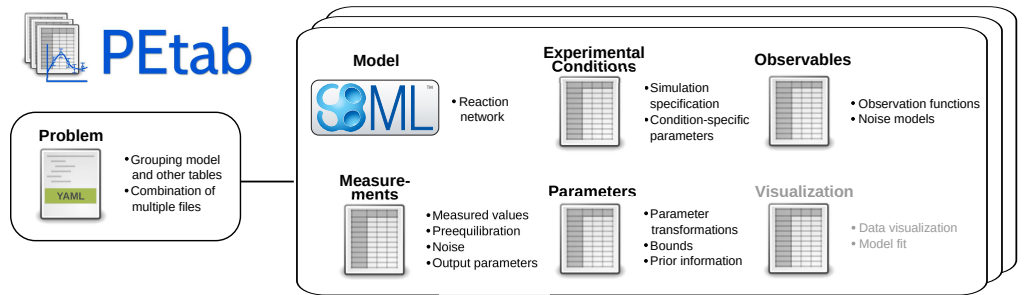 PEtab
Problem
YAML
•Grouping model
and other tables
•Combination of
multiple files
Model
SBML
™
•Reaction
network
Experimental
Conditions
•Simulation
specification
•Condition-specific
parameters
Observables
•Observation functions
•Noise models
Measure-
ments
•Measured values
•Preequilibration
•Noise
•Output parameters
Parameters
•Parameter
transformations
•Bounds
•Prior information
Visualization
•Data visualization
•Model fit